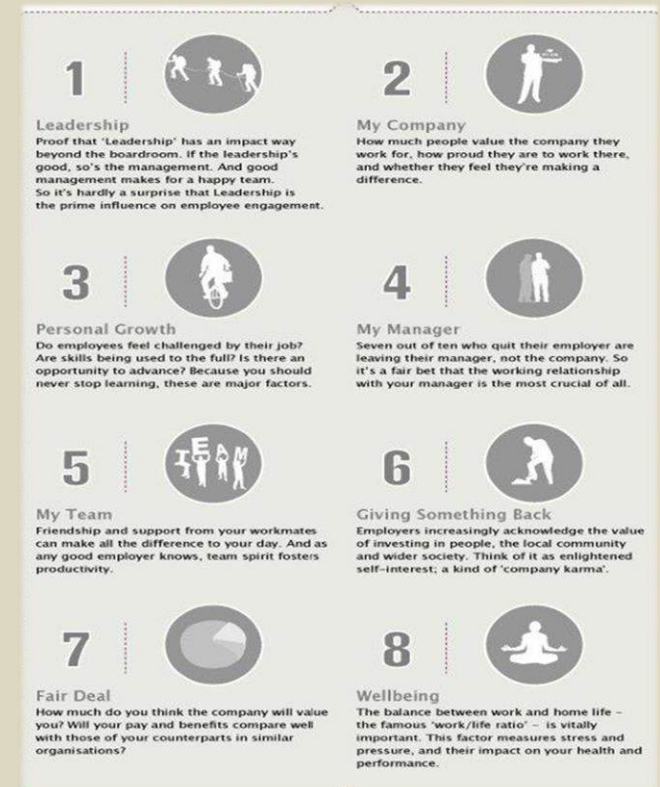 1
Leadership
Proof that 'Leadership' has an impact way
beyond the boardroom. If the leadership's
good, so's the management. And good
management makes for a happy team.
So it's hardly a surprise that Leadership is
the prime influence on employee engagement.
2
My Company
How much people value the company they
work for, how proud they are to work there,
and whether they feel they're making a
difference.
3
Personal Growth
Do employees feel challenged by their job?
Are skills being used to the full? Is there an
opportunity to advance? Because you should
never stop learning, these are major factors.
4
My Manager
Seven out of ten who quit their employer are
leaving their manager, not the company. So
it's a fair bet that the working relationship
with your manager is the most crucial of all.
5
TEAM
My Team
Friendship and support from your workmates
can make all the difference to your day. And as
any good employer knows, team spirit fosters
productivity.
6
Giving Something Back
Employers increasingly acknowledge the value
of investing in people, the local community
and wider society. Think of it as enlightened
self-interest; a kind of 'company karma'.
7
Fair Deal
How much do you think the company will value
you? Will your pay and benefits compare well
with those of your counterparts in similar
organisations?
8
Wellbeing
The balance between work and home life –
the famous 'work/life ratio' – is vitally
important. This factor measures stress and
pressure, and their impact on your health and
performance.